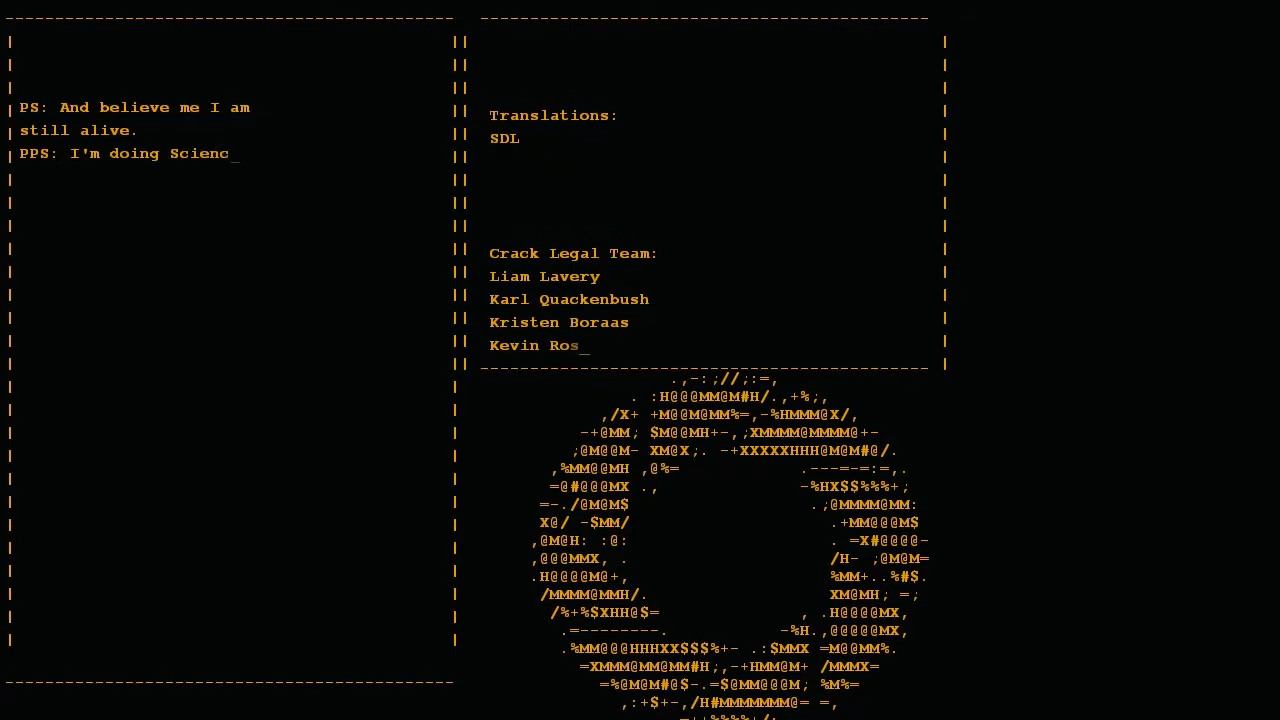 PS: And believe me I am
still alive.
PPS: I'm doing Scienc_
Translations:
SDL
Crack Legal Team:
Liam Lavery
Karl Quackenbush
Kristen Boraas
Kevin Ros_